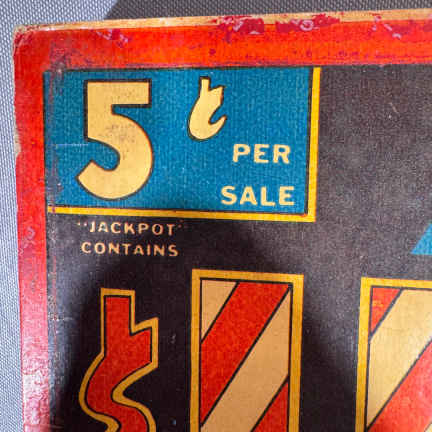 5¢ PER
SALE
"JACKPOT"
CONTAINS
$